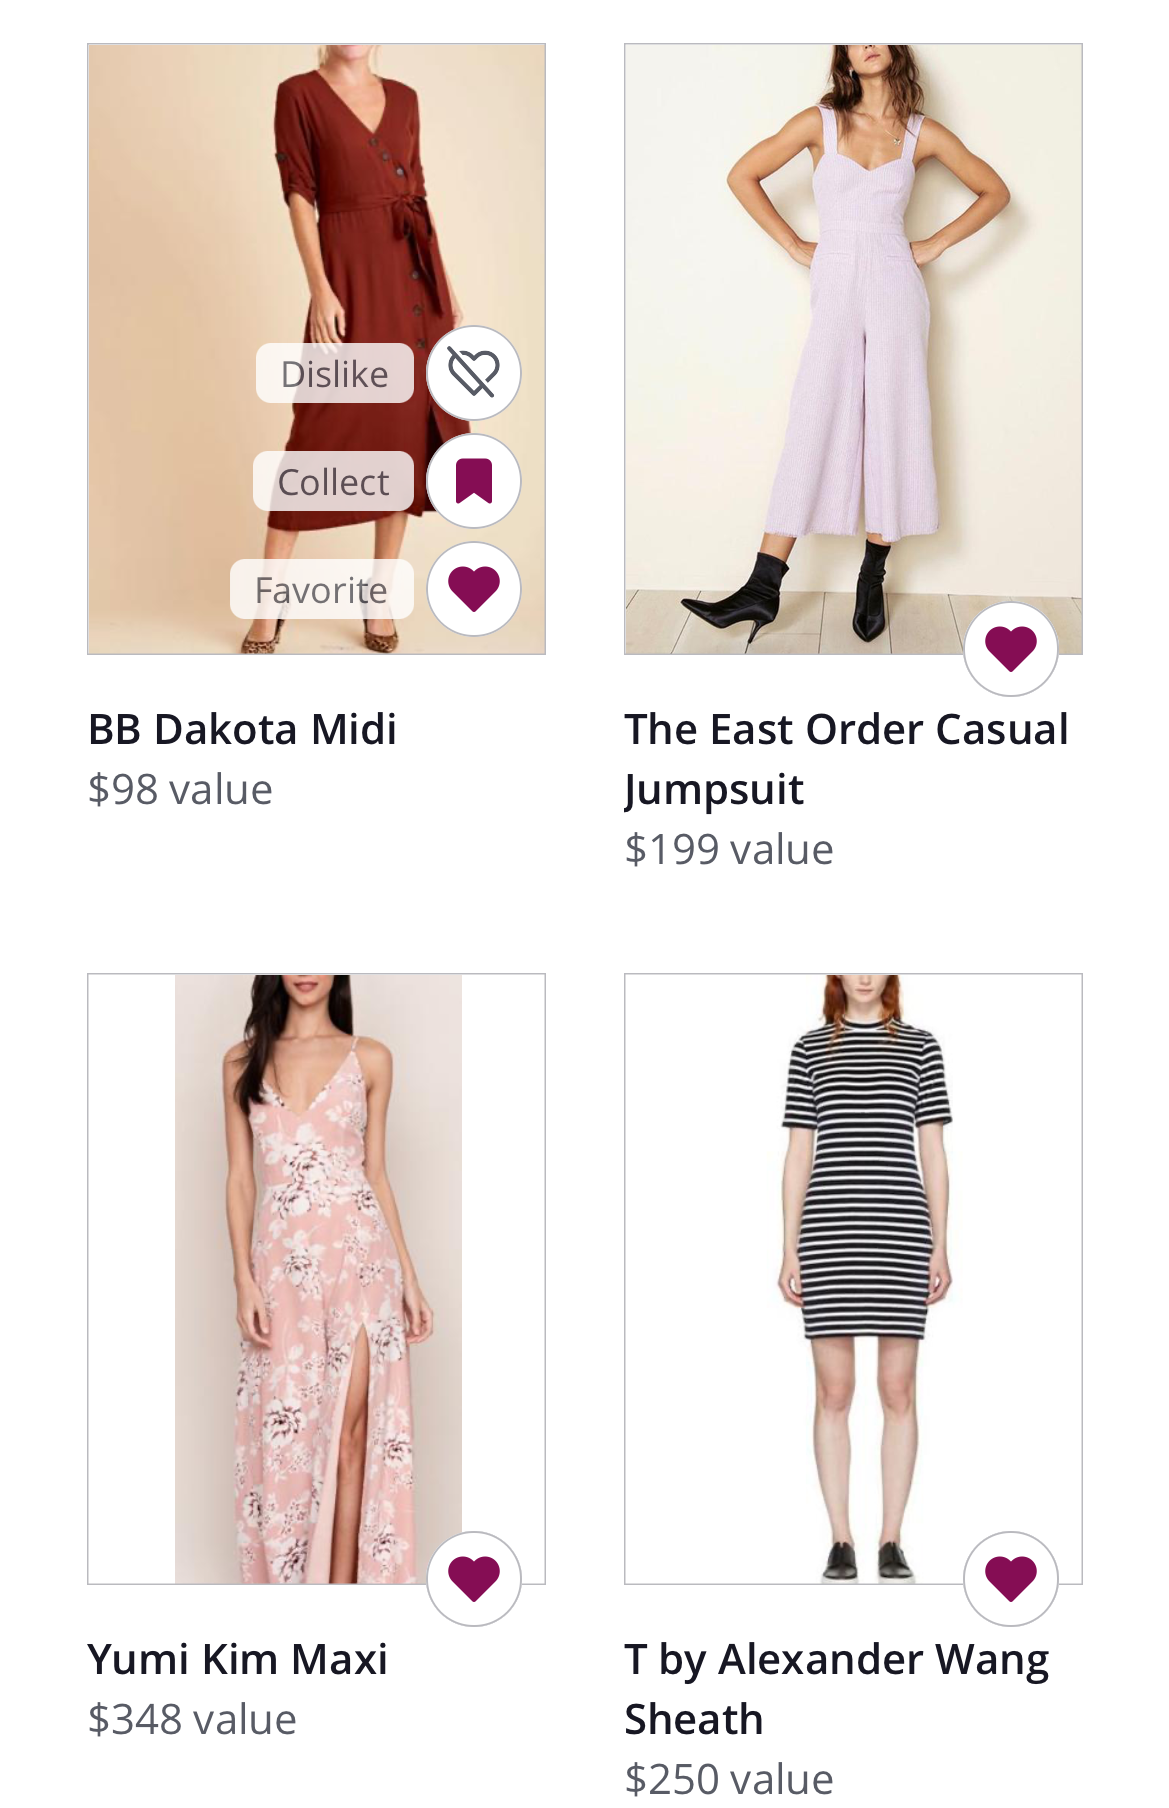 Dislike
Collect
Favorite
BB Dakota Midi
$98 value
The East Order Casual
Jumpsuit
$199 value
Yumi Kim Maxi
$348 value
T by Alexander Wang
Sheath
$250 value